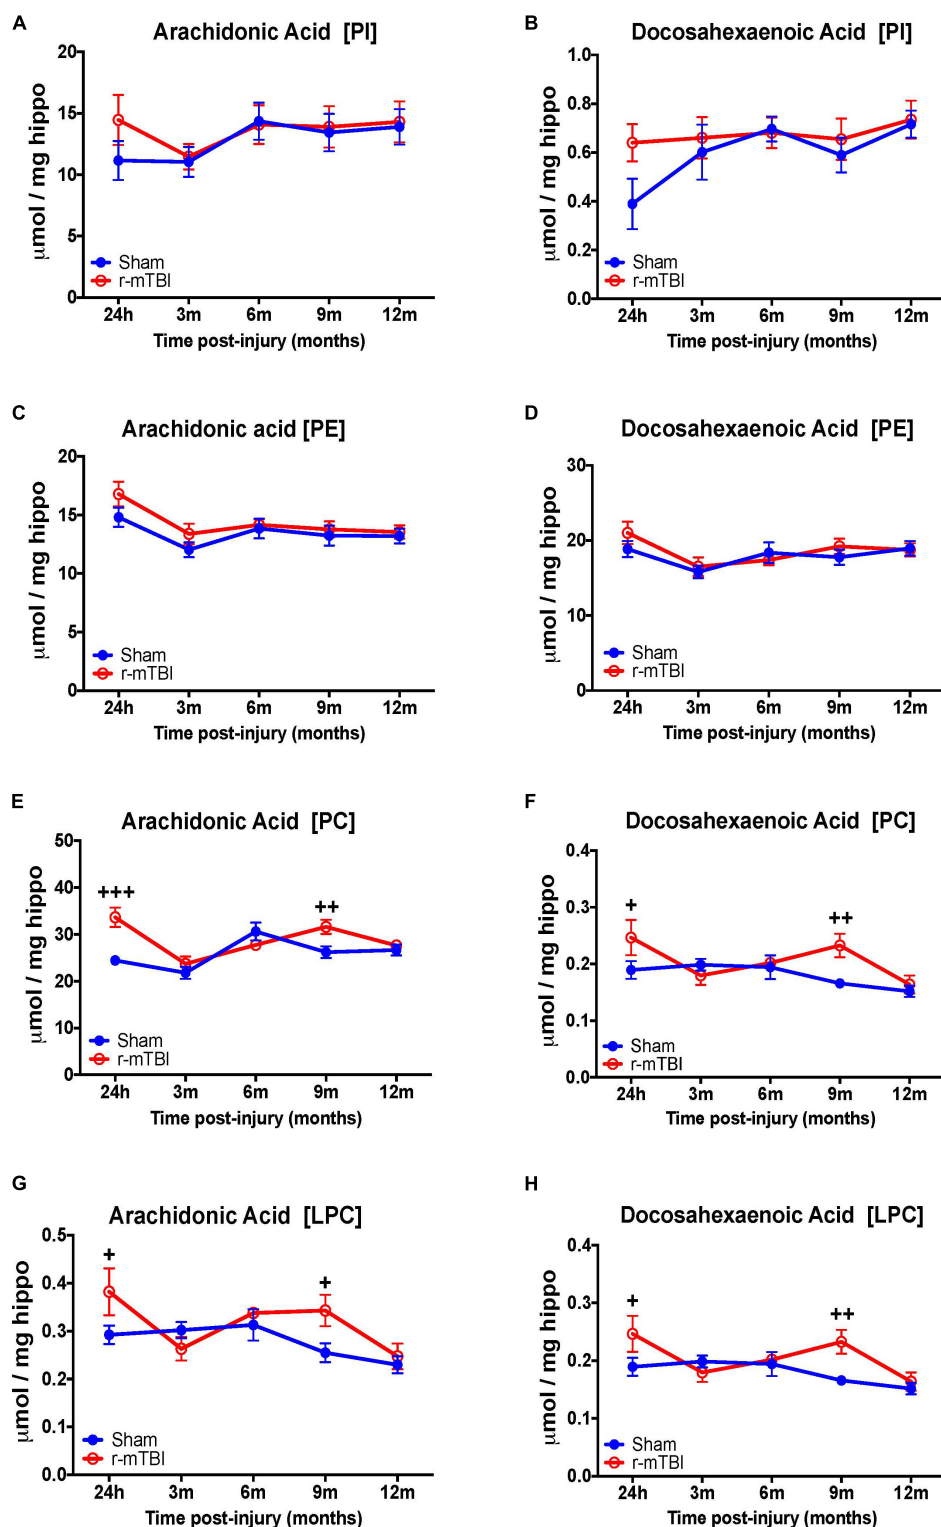 A
Arachidonic Acid [PI]
μmol / mg hippo
20
15
10
5
0
Sham
r-mTBI
24h 3m 6m 9m 12m
Time post-injury (months)
B
Docosahexaenoic Acid [PI]
μmol / mg hippo
1.0
0.8
0.6
0.4
0.2
0.0
Sham
r-mTBI
24h 3m 6m 9m 12m
Time post-injury (months)
C
Arachidonic acid [PE]
μmol / mg hippo
20
15
10
5
0
Sham
r-mTBI
24h 3m 6m 9m 12m
Time post-injury (months)
D
Docosahexaenoic Acid [PE]
μmol / mg hippo
30
20
10
0
Sham
r-mTBI
24h 3m 6m 9m 12m
Time post-injury (months)
E
Arachidonic Acid [PC]
μmol / mg hippo
50
40
30
20
10
0
+++
++
Sham
r-mTBI
24h 3m 6m 9m 12m
Time post-injury (months)
F
Docosahexaenoic Acid [PC]
μmol / mg hippo
0.4
0.3
0.2
0.1
0.0
+
++
Sham
r-mTBI
24h 3m 6m 9m 12m
Time post-injury (months)
G
Arachidonic Acid [LPC]
μmol / mg hippo
0.5
0.4
0.3
0.2
0.1
0.0
+
+
Sham
r-mTBI
24h 3m 6m 9m 12m
Time post-injury (months)
H
Docosahexaenoic Acid [LPC]
μmol / mg hippo
0.4
0.3
0.2
0.1
0.0
+
++
Sham
r-mTBI
24h 3m 6m 9m 12m
Time post-injury (months)